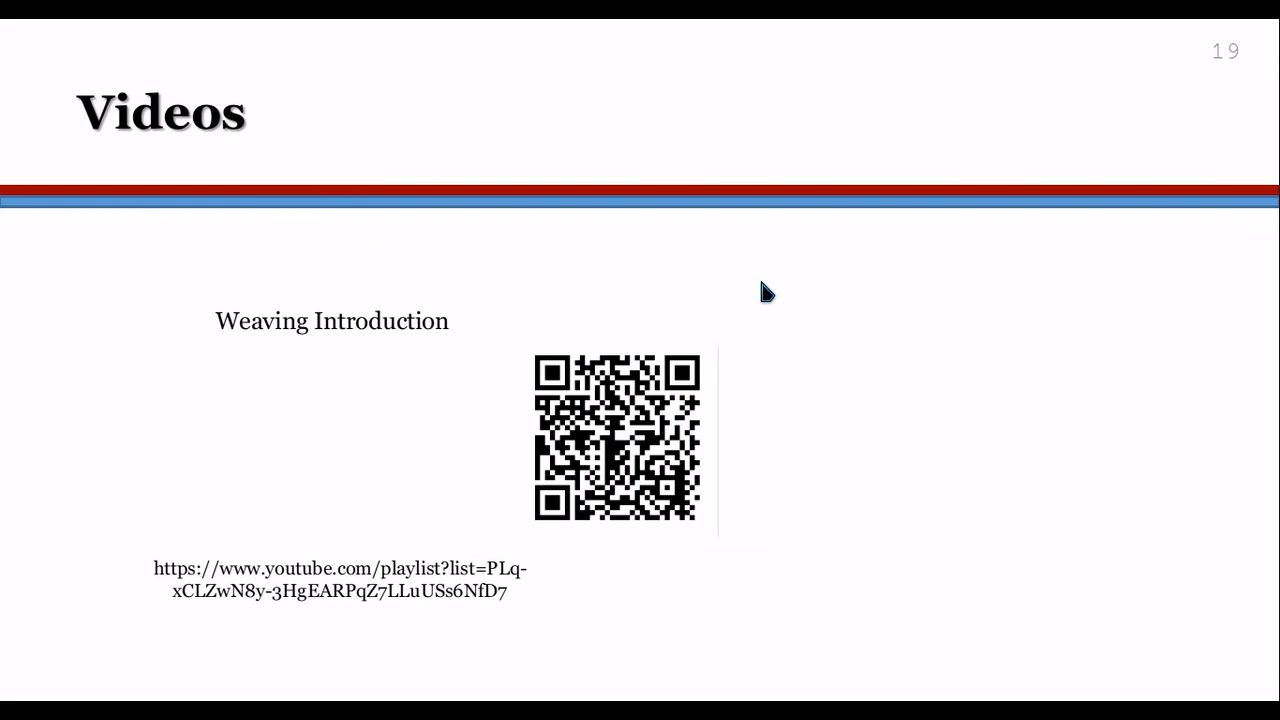 19
Videos
Weaving Introduction
https://www.youtube.com/playlist?list=PLq-
xCLZwN8y-3HgEARPqZ7LLuUSs6NfD7